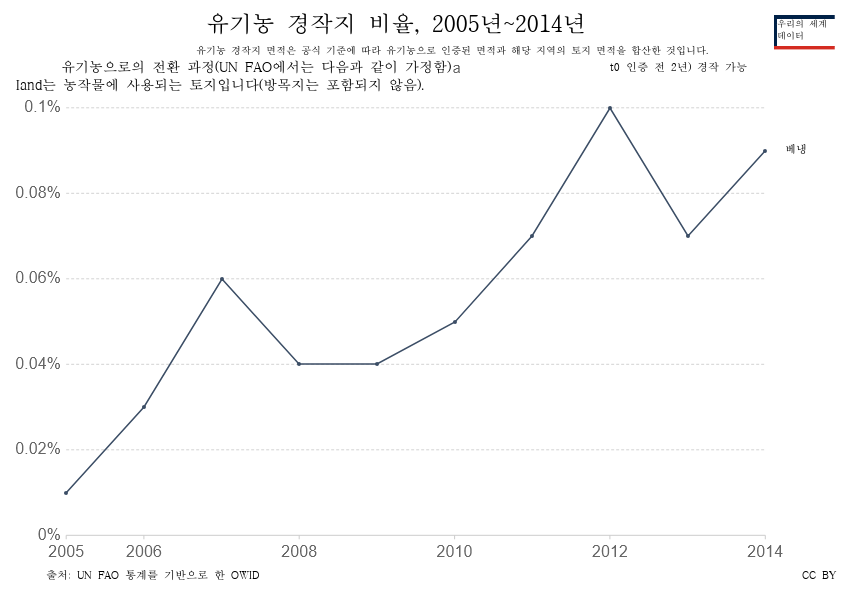 유기농 경작지 비율, 2005년~2014년
우리의 세계
데이터
유기농 경작지 면적은 공식 기준에 따라 유기농으로 인증된 면적과 해당 지역의 토지 면적을 합산한 것입니다.
유기농으로의 전환 과정(UN FAO에서는 다음과 같이 가정함)a
t0 인증 전 2년) 경작 가능
land는 농작물에 사용되는 토지입니다(방목지는 포함되지 않음).
0.1%
베냉
0.08%
0.06%
0.04%
0.02%
0%
2005 2006 2008 2010 2012 2014
출처: UN FAO 통계를 기반으로 한 OWID
CC BY